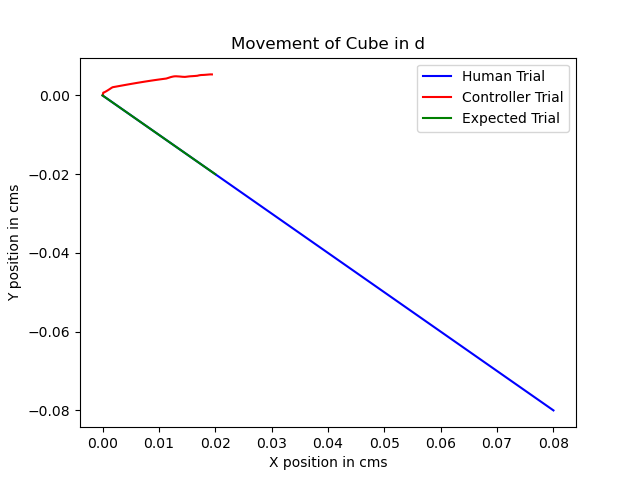 Movement of Cube in d
Human Trial
Controller Trial
Expected Trial
0.00
−0.02
−0.04
−0.06
−0.08
Y position in cms
0.00 0.01 0.02 0.03 0.04 0.05 0.06 0.07 0.08
X position in cms